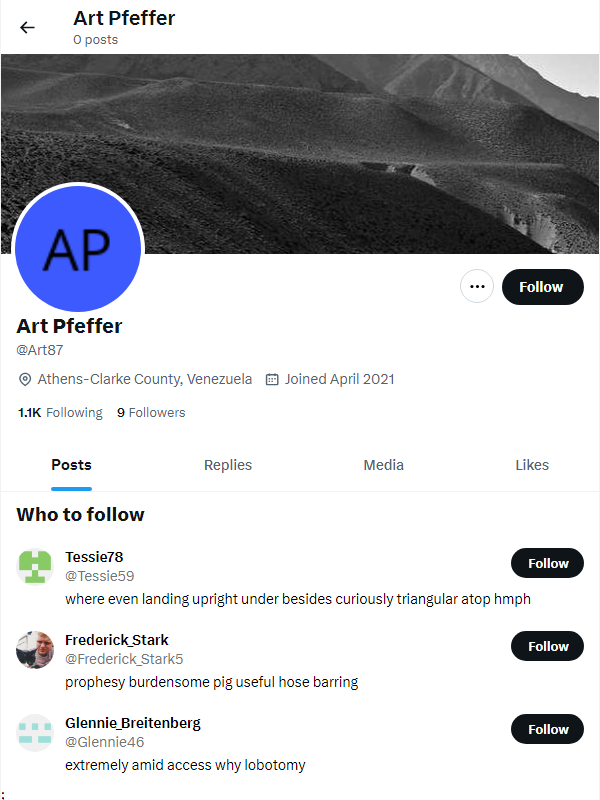 Art Pfeffer
0 posts
AP
Follow
Art Pfeffer
@Art87
Athens-Clarke County, Venezuela Joined April 2021
1.1K Following 9 Followers
Posts Replies Media Likes
Who to follow
Tessie78
@Tessie59
Follow
where even landing upright under besides curiously triangular atop hmph
Frederick_Stark
@Frederick_Stark5
Follow
prophesy burdensome pig useful hose barring
Glennie_Breitenberg
@Glennie46
Follow
extremely amid access why lobotomy
;